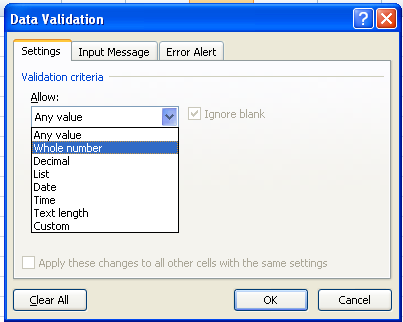 Data Validation
Settings Input Message Error Alert
Validation criteria
Allow:
Any value Ignore blank
Any value
Whole number
Decimal
List
Date
Time
Text length
Custom
Apply these changes to all other cells with the same settings
Clear All OK Cancel